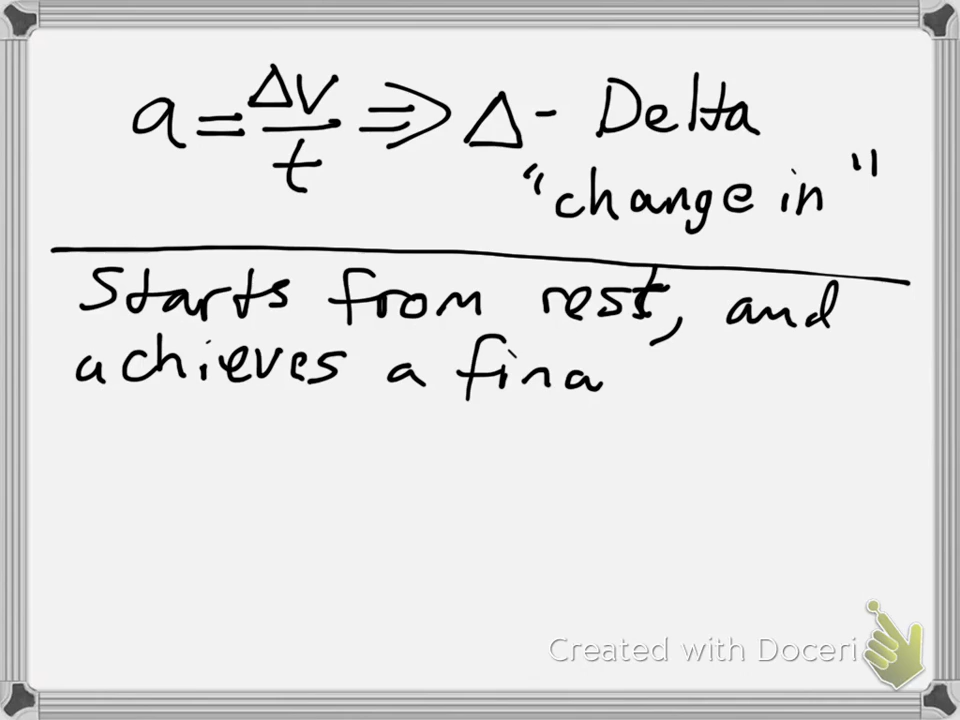 a = ΔV/t ⇒ Δ - Delta
"change in"
Starts from rest, and
achieves a fina
Created with Doceri